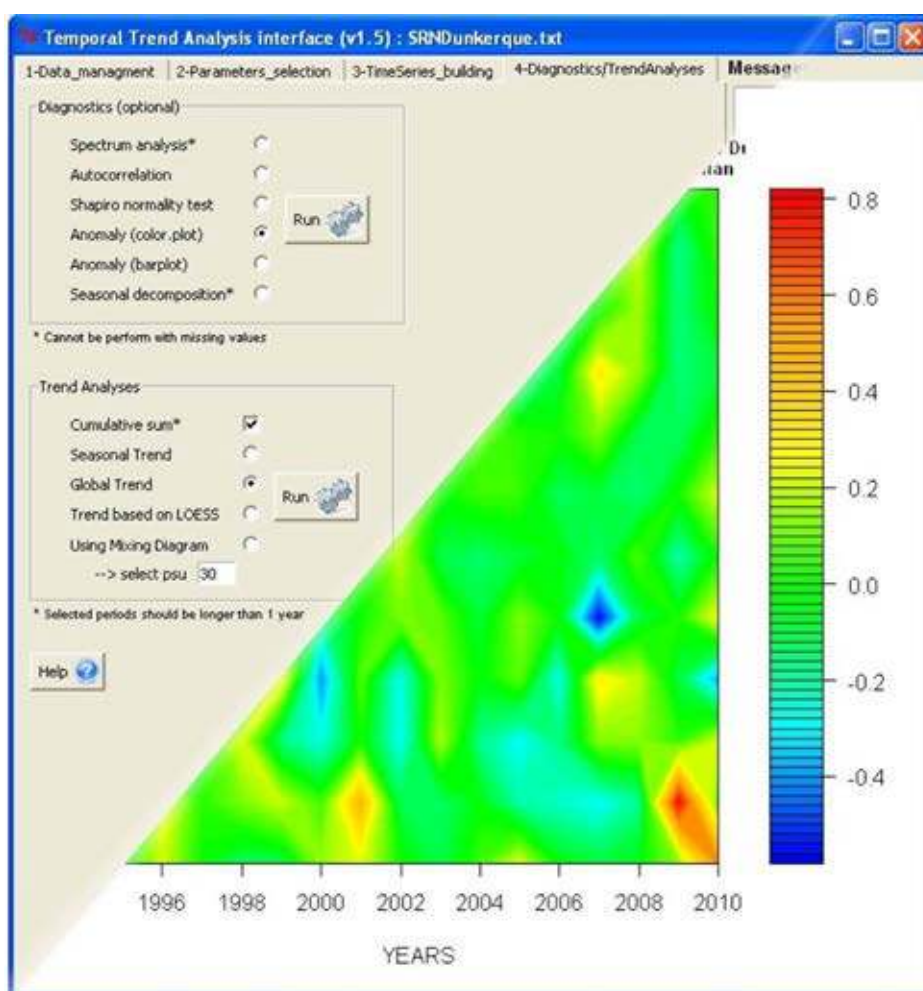 Temporal Trend Analysis interface (v1.5) : SRNDunkerque.txt
1-Data_managment 2-Parameters_selection 3-TimeSeries_building 4-Diagnostics/TrendAnalyses
Diagnostics (optional)
Spectrum analysis*
Autocorrelation
Shapiro normality test
Anomaly (color.plot)
Anomaly (barplot)
Seasonal decomposition*
Run
* Cannot be perform with missing values
Trend Analyses
Cumulative sum*
Seasonal Trend
Global Trend
Trend based on LOESS
Using Mixing Diagram
--> select psu 30
Run
* Selected periods should be longer than 1 year
Help
0.8
0.6
0.4
0.2
0.0
-0.2
-0.4
1996 1998 2000 2002 2004 2006 2008 2010
YEARS